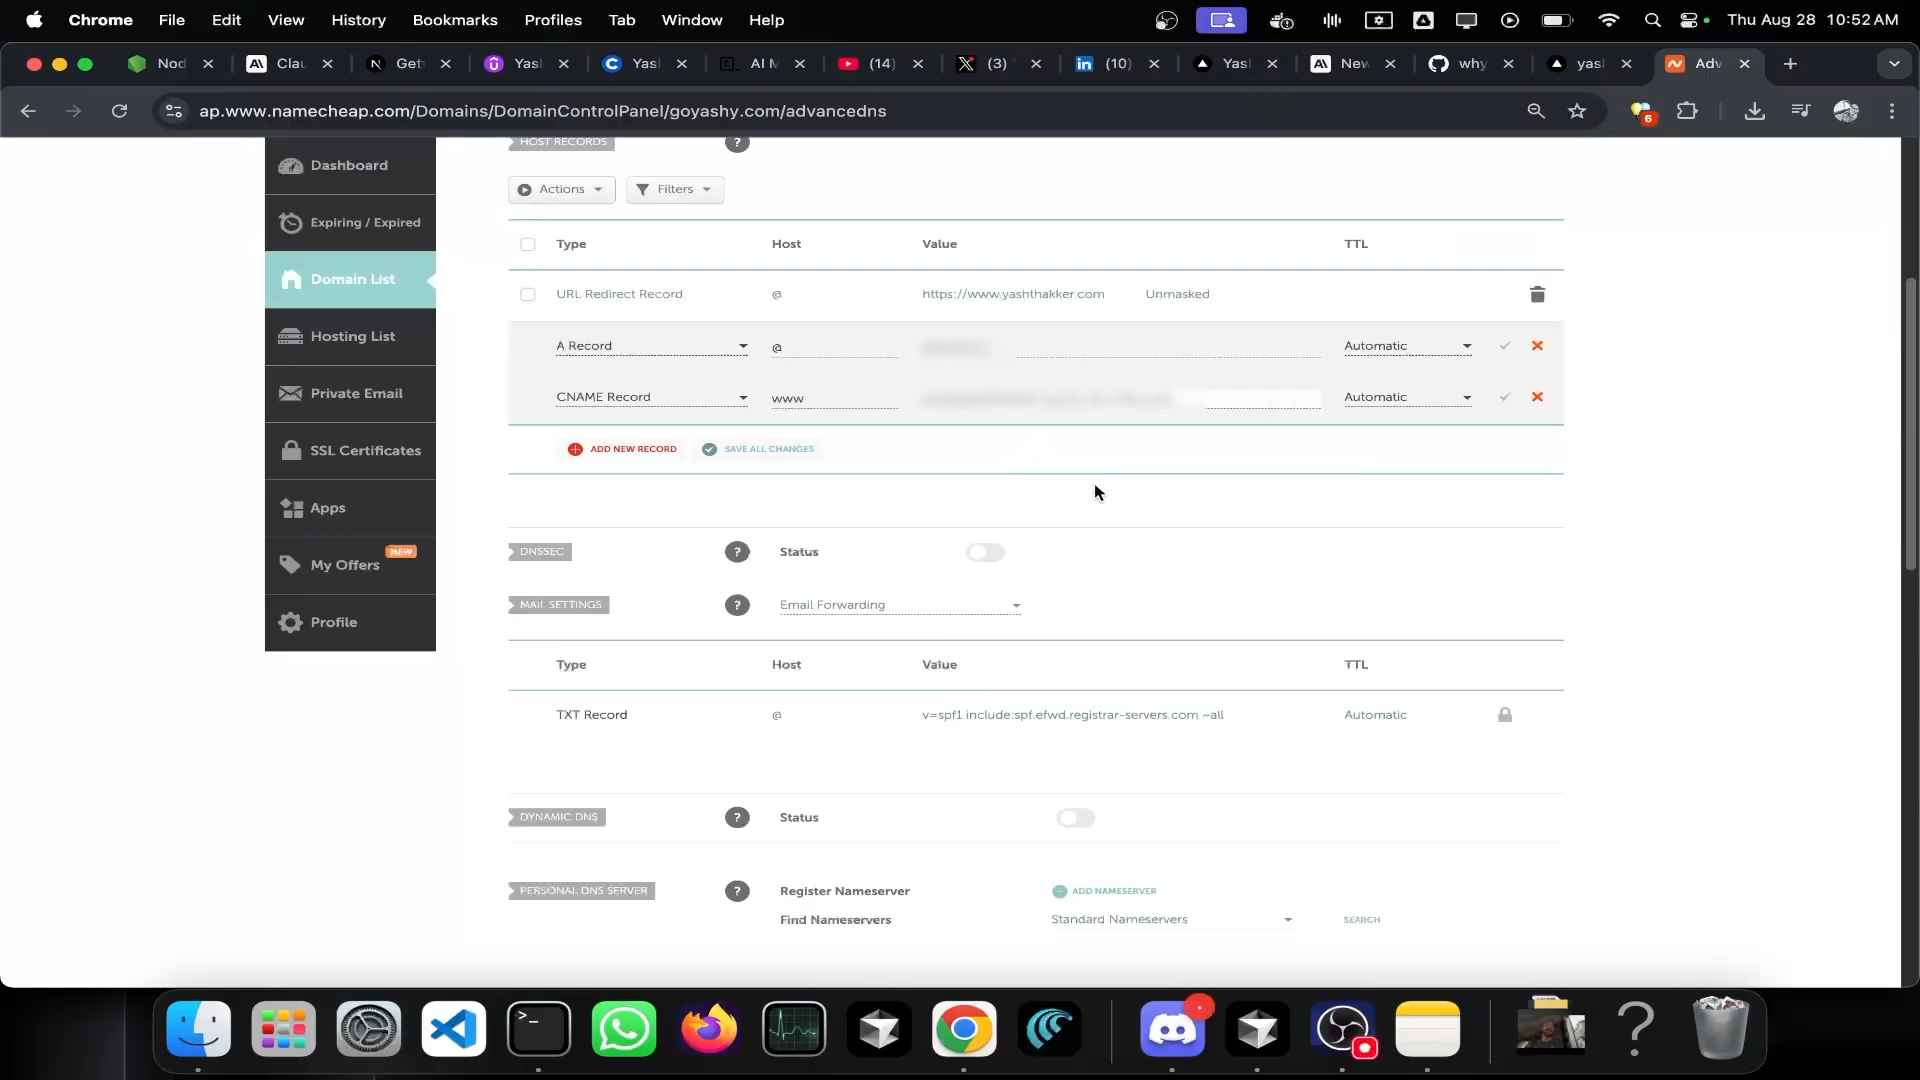 Chrome File Edit View History Bookmarks Profiles Tab Window Help Thu Aug 28 10:52 AM
Nod Clau Get Yasl Yasl AI M (14) (3) (10) Yasl New why yasl Adv
ap.www.namecheap.com/Domains/DomainControlPanel/goyashy.com/advancedns 6
HOST RECORDS ?
Dashboard
Actions Filters
Expiring / Expired
Type Host Value TTL
Domain List
URL Redirect Record @ https://www.yashthakker.com Unmasked
Hosting List
A Record @ Automatic
Private Email
CNAME Record www Automatic
SSL Certificates
ADD NEW RECORD SAVE ALL CHANGES
Apps
NEW
My Offers
DNSSEC ? Status
MAIL SETTINGS ? Email Forwarding
Profile
Type Host Value TTL
TXT Record @ v=spf1 include:spf.efwd.registrar-servers.com ~all Automatic
DYNAMIC DNS ? Status
PERSONAL DNS SERVER ? Register Nameserver ADD NAMESERVER
Find Nameservers Standard Nameservers SEARCH